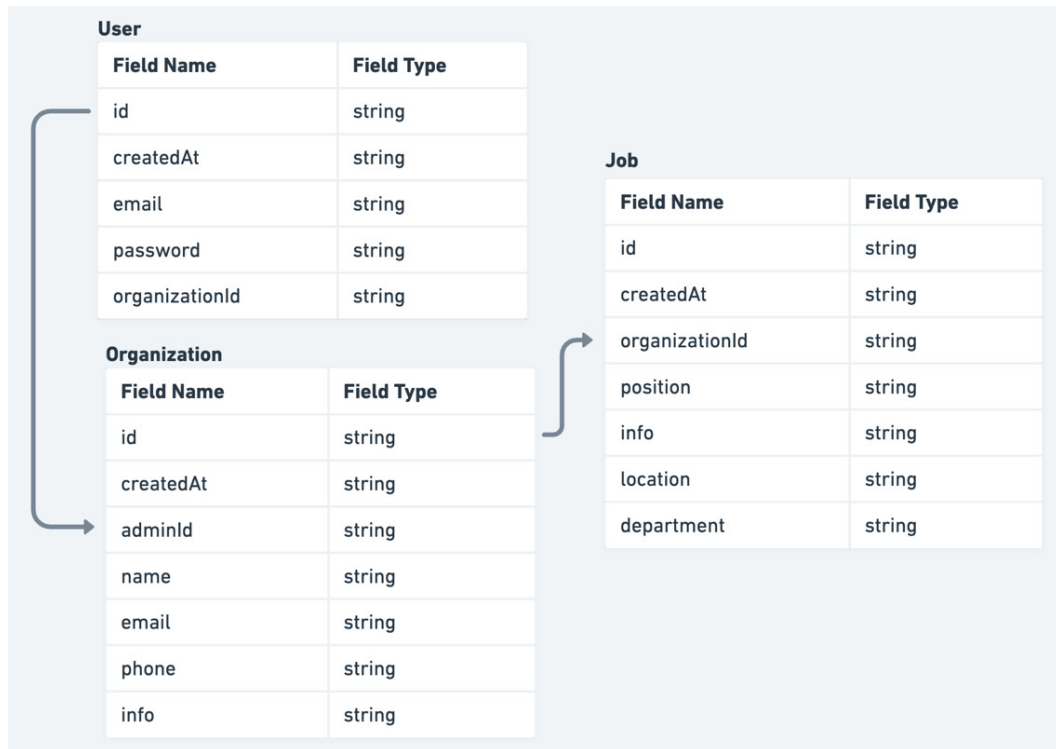 User
Field Name Field Type
id string
createdAt string
email string
password string
organizationId string
Organization
Field Name Field Type
id string
createdAt string
adminId string
name string
email string
phone string
info string
Job
Field Name Field Type
id string
createdAt string
organizationId string
position string
info string
location string
department string